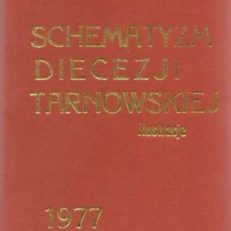 SCHEMATYZM
DIECEZJI
TARNOWSKIEJ
ilustracje
1977